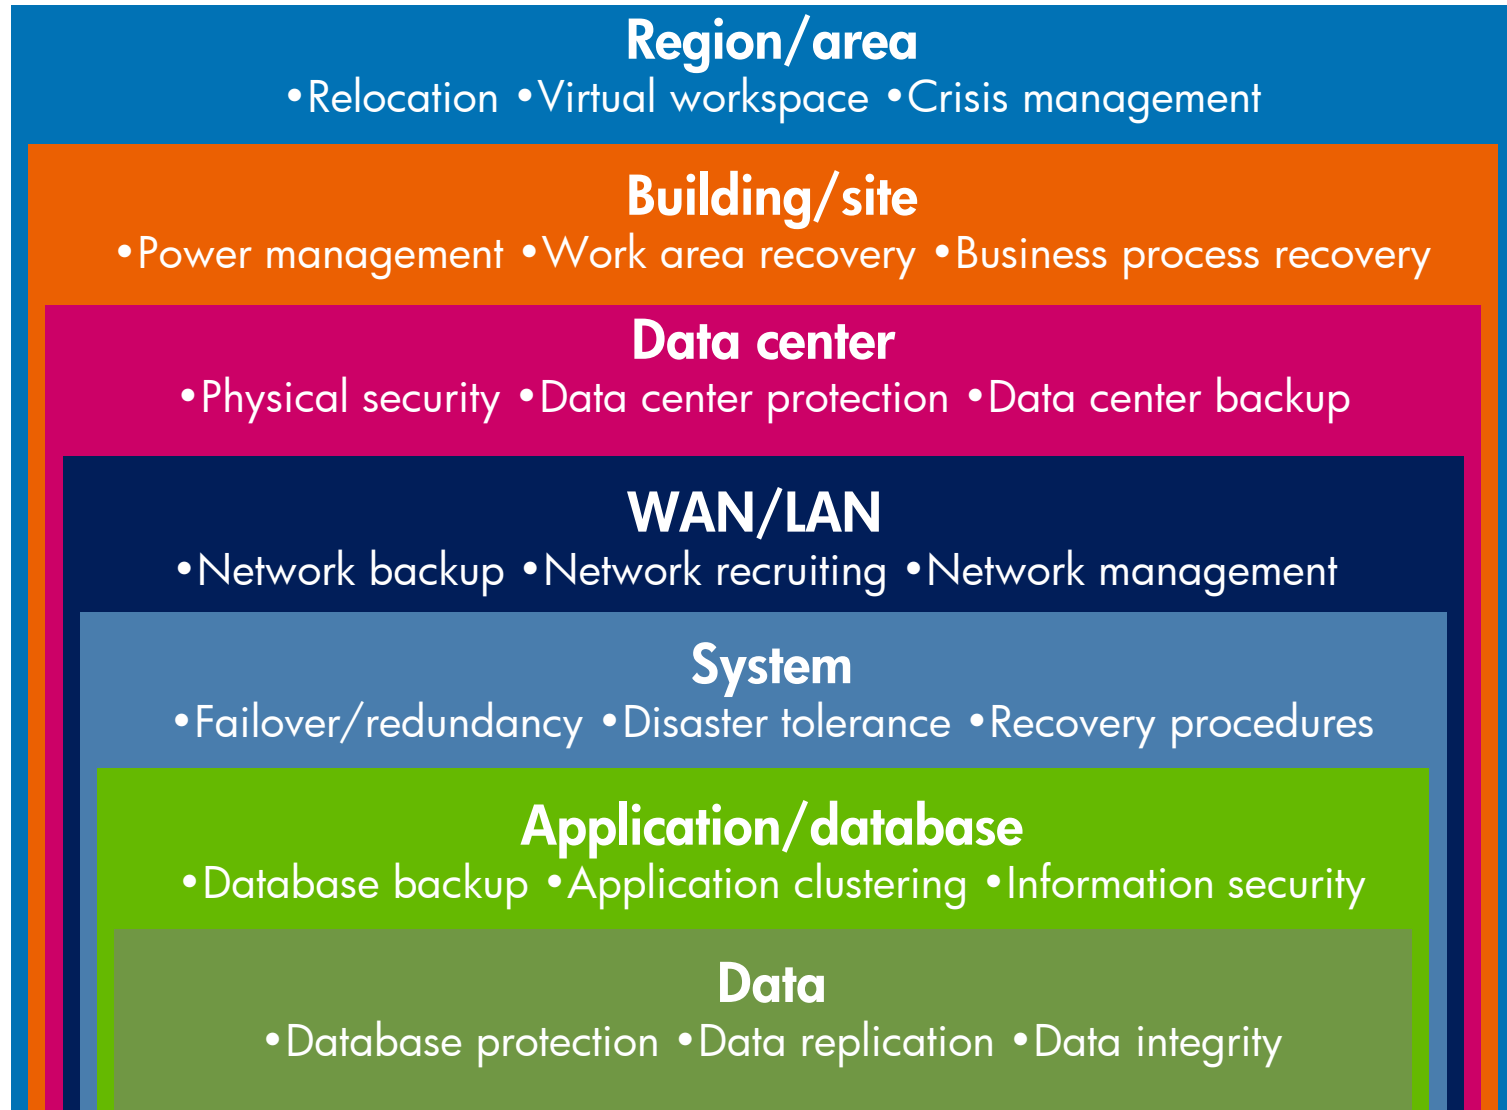 Region/area
•Relocation •Virtual workspace •Crisis management
Building/site
•Power management •Work area recovery •Business process recovery
Data center
•Physical security •Data center protection •Data center backup
WAN/LAN
•Network backup •Network recruiting •Network management
System
•Failover/redundancy •Disaster tolerance •Recovery procedures
Application/database
•Database backup •Application clustering •Information security
Data
•Database protection •Data replication •Data integrity